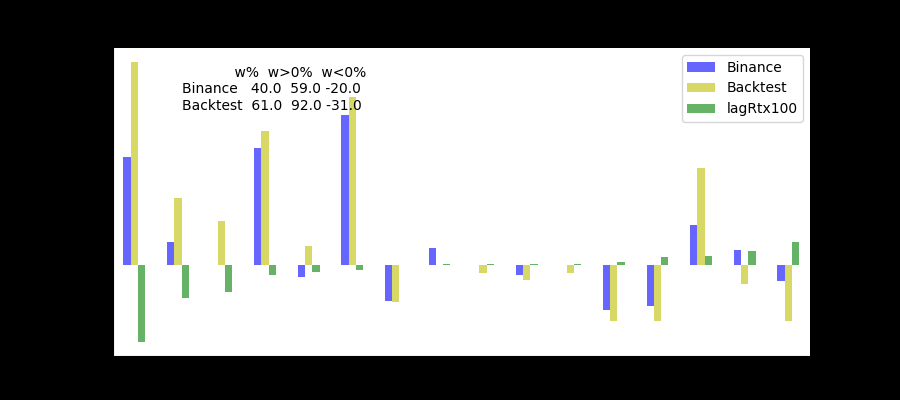 w% w>0% w<0%
Binance 40.0 59.0 -20.0
Backtest 61.0 92.0 -31.0
Binance
Backtest
lagRtx100